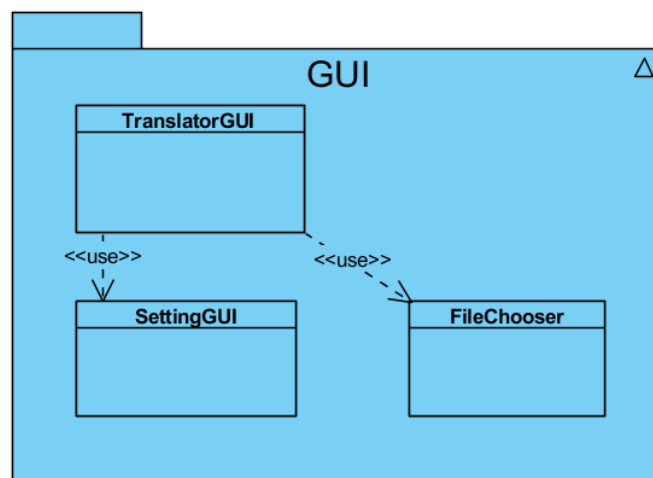 GUI
TranslatorGUI
<<use>>
<<use>>
SettingGUI
FileChooser